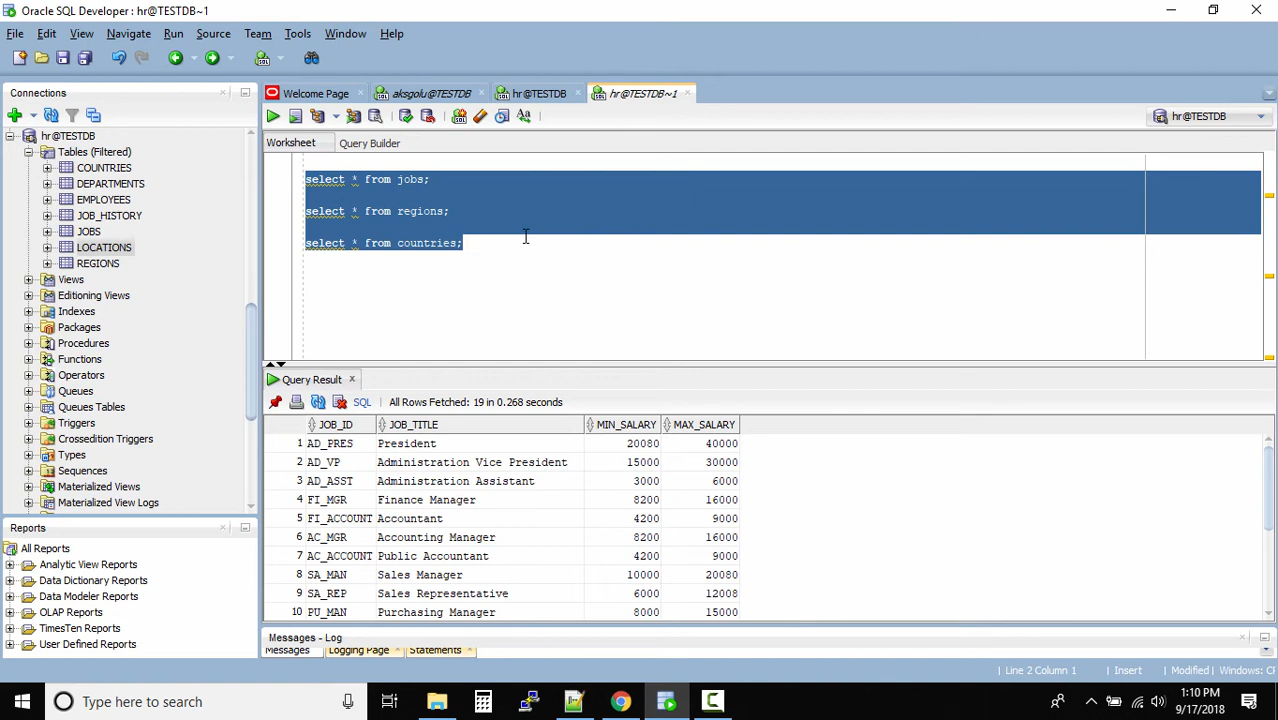 Oracle SQL Developer: hr@TESTDB~1
File Edit View Navigate Run Source Team Tools Window Help
Connections
hr@TESTDB
Tables (Filtered)
COUNTRIES
DEPARTMENTS
EMPLOYEES
JOB_HISTORY
JOBS
LOCATIONS
REGIONS
Views
Editioning Views
Indexes
Packages
Procedures
Functions
Operators
Queues
Queues Tables
Triggers
Crossedition Triggers
Types
Sequences
Materialized Views
Materialized View Logs
Reports
All Reports
Analytic View Reports
Data Dictionary Reports
Data Modeler Reports
OLAP Reports
TimesTen Reports
User Defined Reports
Welcome Page aksgolu@TESTDB hr@TESTDB hr@TESTDB~1
hr@TESTDB
Worksheet Query Builder
select * from jobs;
select * from regions;
select * from countries;
Query Result
SQL All Rows Fetched: 19 in 0.268 seconds
JOB_ID JOB_TITLE MIN_SALARY MAX_SALARY
1 AD_PRES President 20080 40000
2 AD_VP Administration Vice President 15000 30000
3 AD_ASST Administration Assistant 3000 6000
4 FI_MGR Finance Manager 8200 16000
5 FI_ACCOUNT Accountant 4200 9000
6 AC_MGR Accounting Manager 8200 16000
7 AC_ACCOUNT Public Accountant 4200 9000
8 SA_MAN Sales Manager 10000 20080
9 SA_REP Sales Representative 6000 12008
10 PU_MAN Purchasing Manager 8000 15000
Messages - Log
Messages Logging Page Statements
Line 2 Column 1 Insert Modified Windows: CF
Type here to search
1:10 PM
9/17/2018